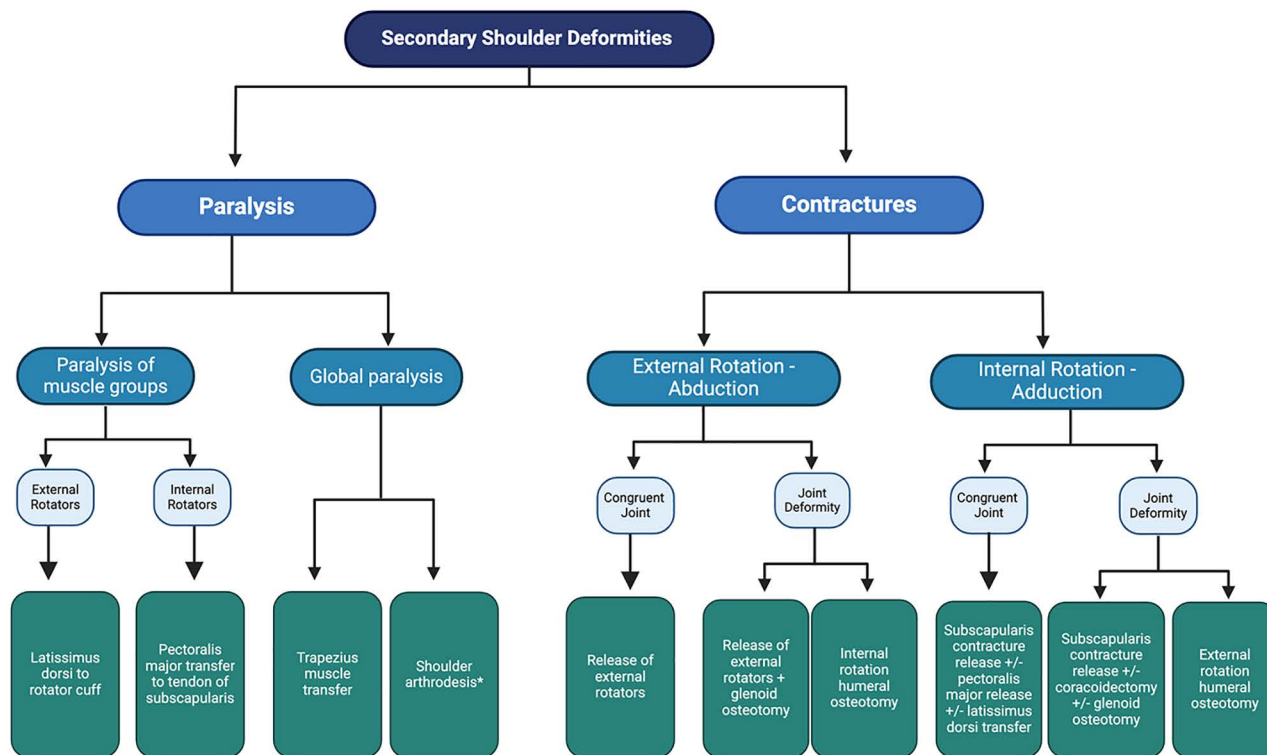 Secondary Shoulder Deformities
Paralysis
Contractures
Paralysis of
muscle groups
Global paralysis
External Rotation -
Abduction
Internal Rotation -
Adduction
External
Rotators
Internal
Rotators
Congruent
Joint
Joint
Deformity
Congruent
Joint
Joint
Deformity
Latissimus
dorsi to
rotator cuff
Pectoralis
major transfer
to tendon of
subscapularis
Trapezius
muscle
transfer
Shoulder
arthrodesis*
Release of
external
rotators
Release of
external
rotators +
glenoid
osteotomy
Internal
rotation
humeral
osteotomy
Subscapularis
contracture
release +/-
pectoralis
major release
+/- latissimus
dorsi transfer
Subscapularis
contracture
release +/-
coracoidectomy
+/- glenoid
osteotomy
External
rotation
humeral
osteotomy